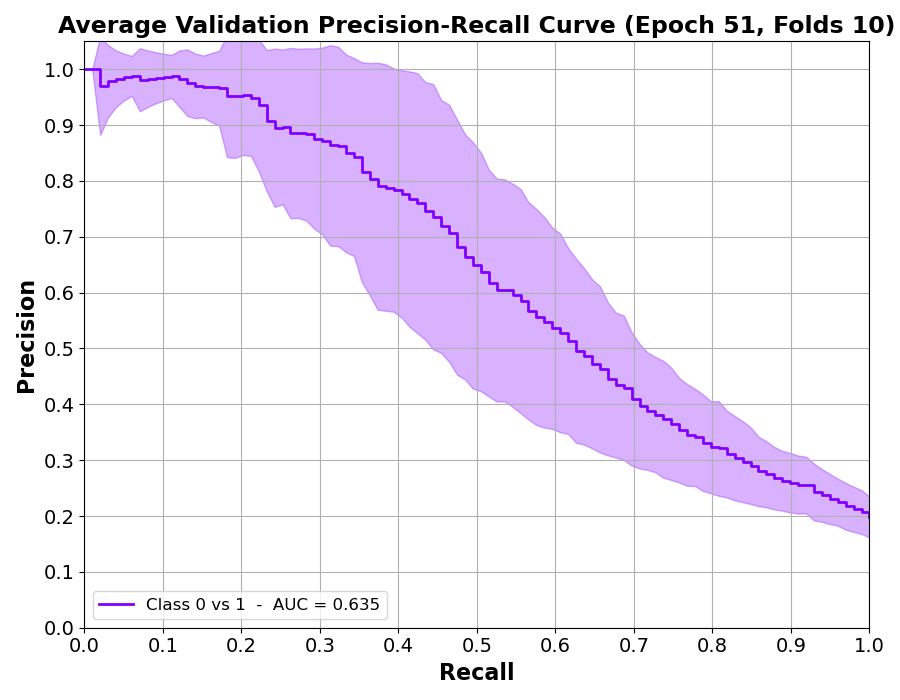 Average Validation Precision-Recall Curve (Epoch 51, Folds 10)
Precision
1.0
0.9
0.8
0.7
0.6
0.5
0.4
0.3
0.2
0.1
0.0
Class 0 vs 1 - AUC = 0.635
0.0 0.1 0.2 0.3 0.4 0.5 0.6 0.7 0.8 0.9 1.0
Recall